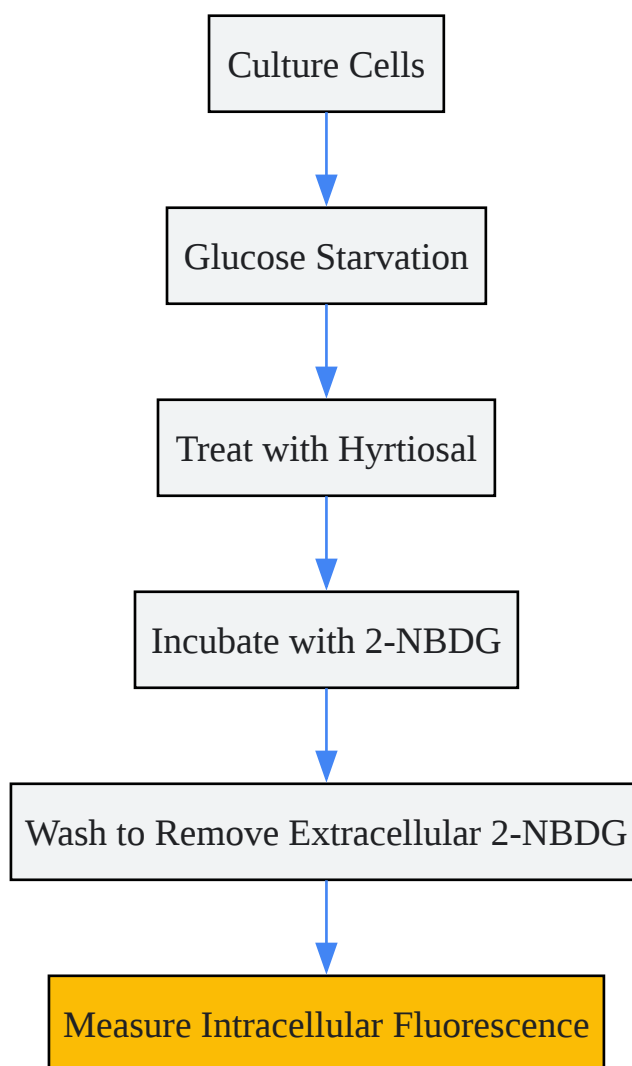 Culture Cells
Glucose Starvation
Treat with Hyrtiosal
Incubate with 2-NBDG
Wash to Remove Extracellular 2-NBDG
Measure Intracellular Fluorescence